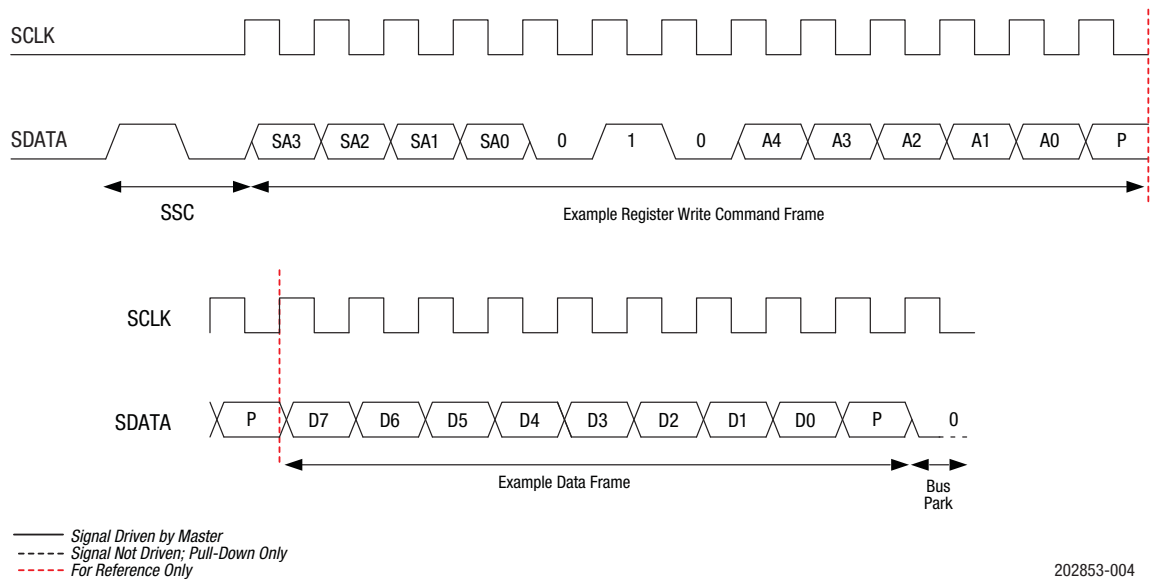 SCLK
SDATA SA3 SA2 SA1 SA0 0 1 0 A4 A3 A2 A1 A0 P
SSC Example Register Write Command Frame
SCLK
SDATA P D7 D6 D5 D4 D3 D2 D1 D0 P 0
Example Data Frame Bus
Park
Signal Driven by Master
Signal Not Driven; Pull-Down Only
For Reference Only 202853-004